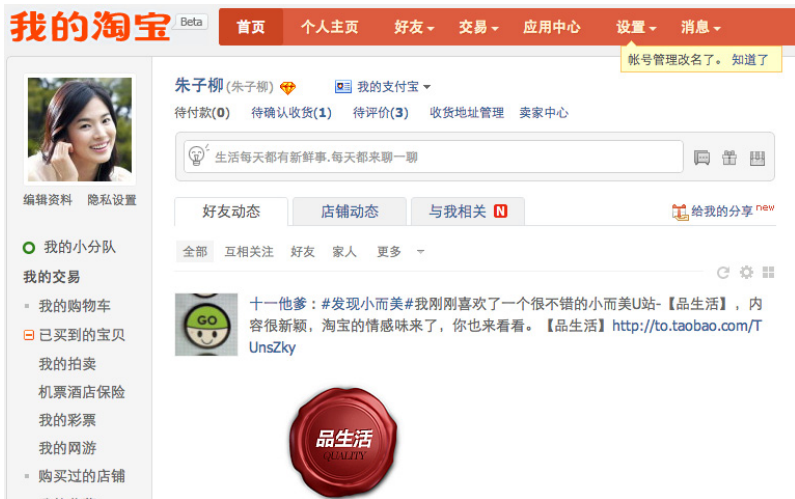 我的淘宝 Beta 首页 个人主页 好友 交易 应用中心 设置 消息
帐号管理改名了。 知道了
朱子柳(朱子柳) 我的支付宝
待付款(0) 待确认收货(1) 待评价(3) 收货地址管理 卖家中心
生活每天都有新鲜事.每天都来聊一聊
编辑资料 隐私设置
好友动态 店铺动态 与我相关 N 给我的分享 new
我的小分队
全部 互相关注 好友 家人 更多
我的交易
我的购物车
已买到的宝贝
我的拍卖
机票酒店保险
我的彩票
我的网游
购买过的店铺
十一他爹：#发现小而美#我刚刚喜欢了一个很不错的小而美U站-【品生活】，内
容很新颖，淘宝的情感味来了，你也来看看。【品生活】http://to.taobao.com/T
UnsZky
GO
品生活
QUALITY